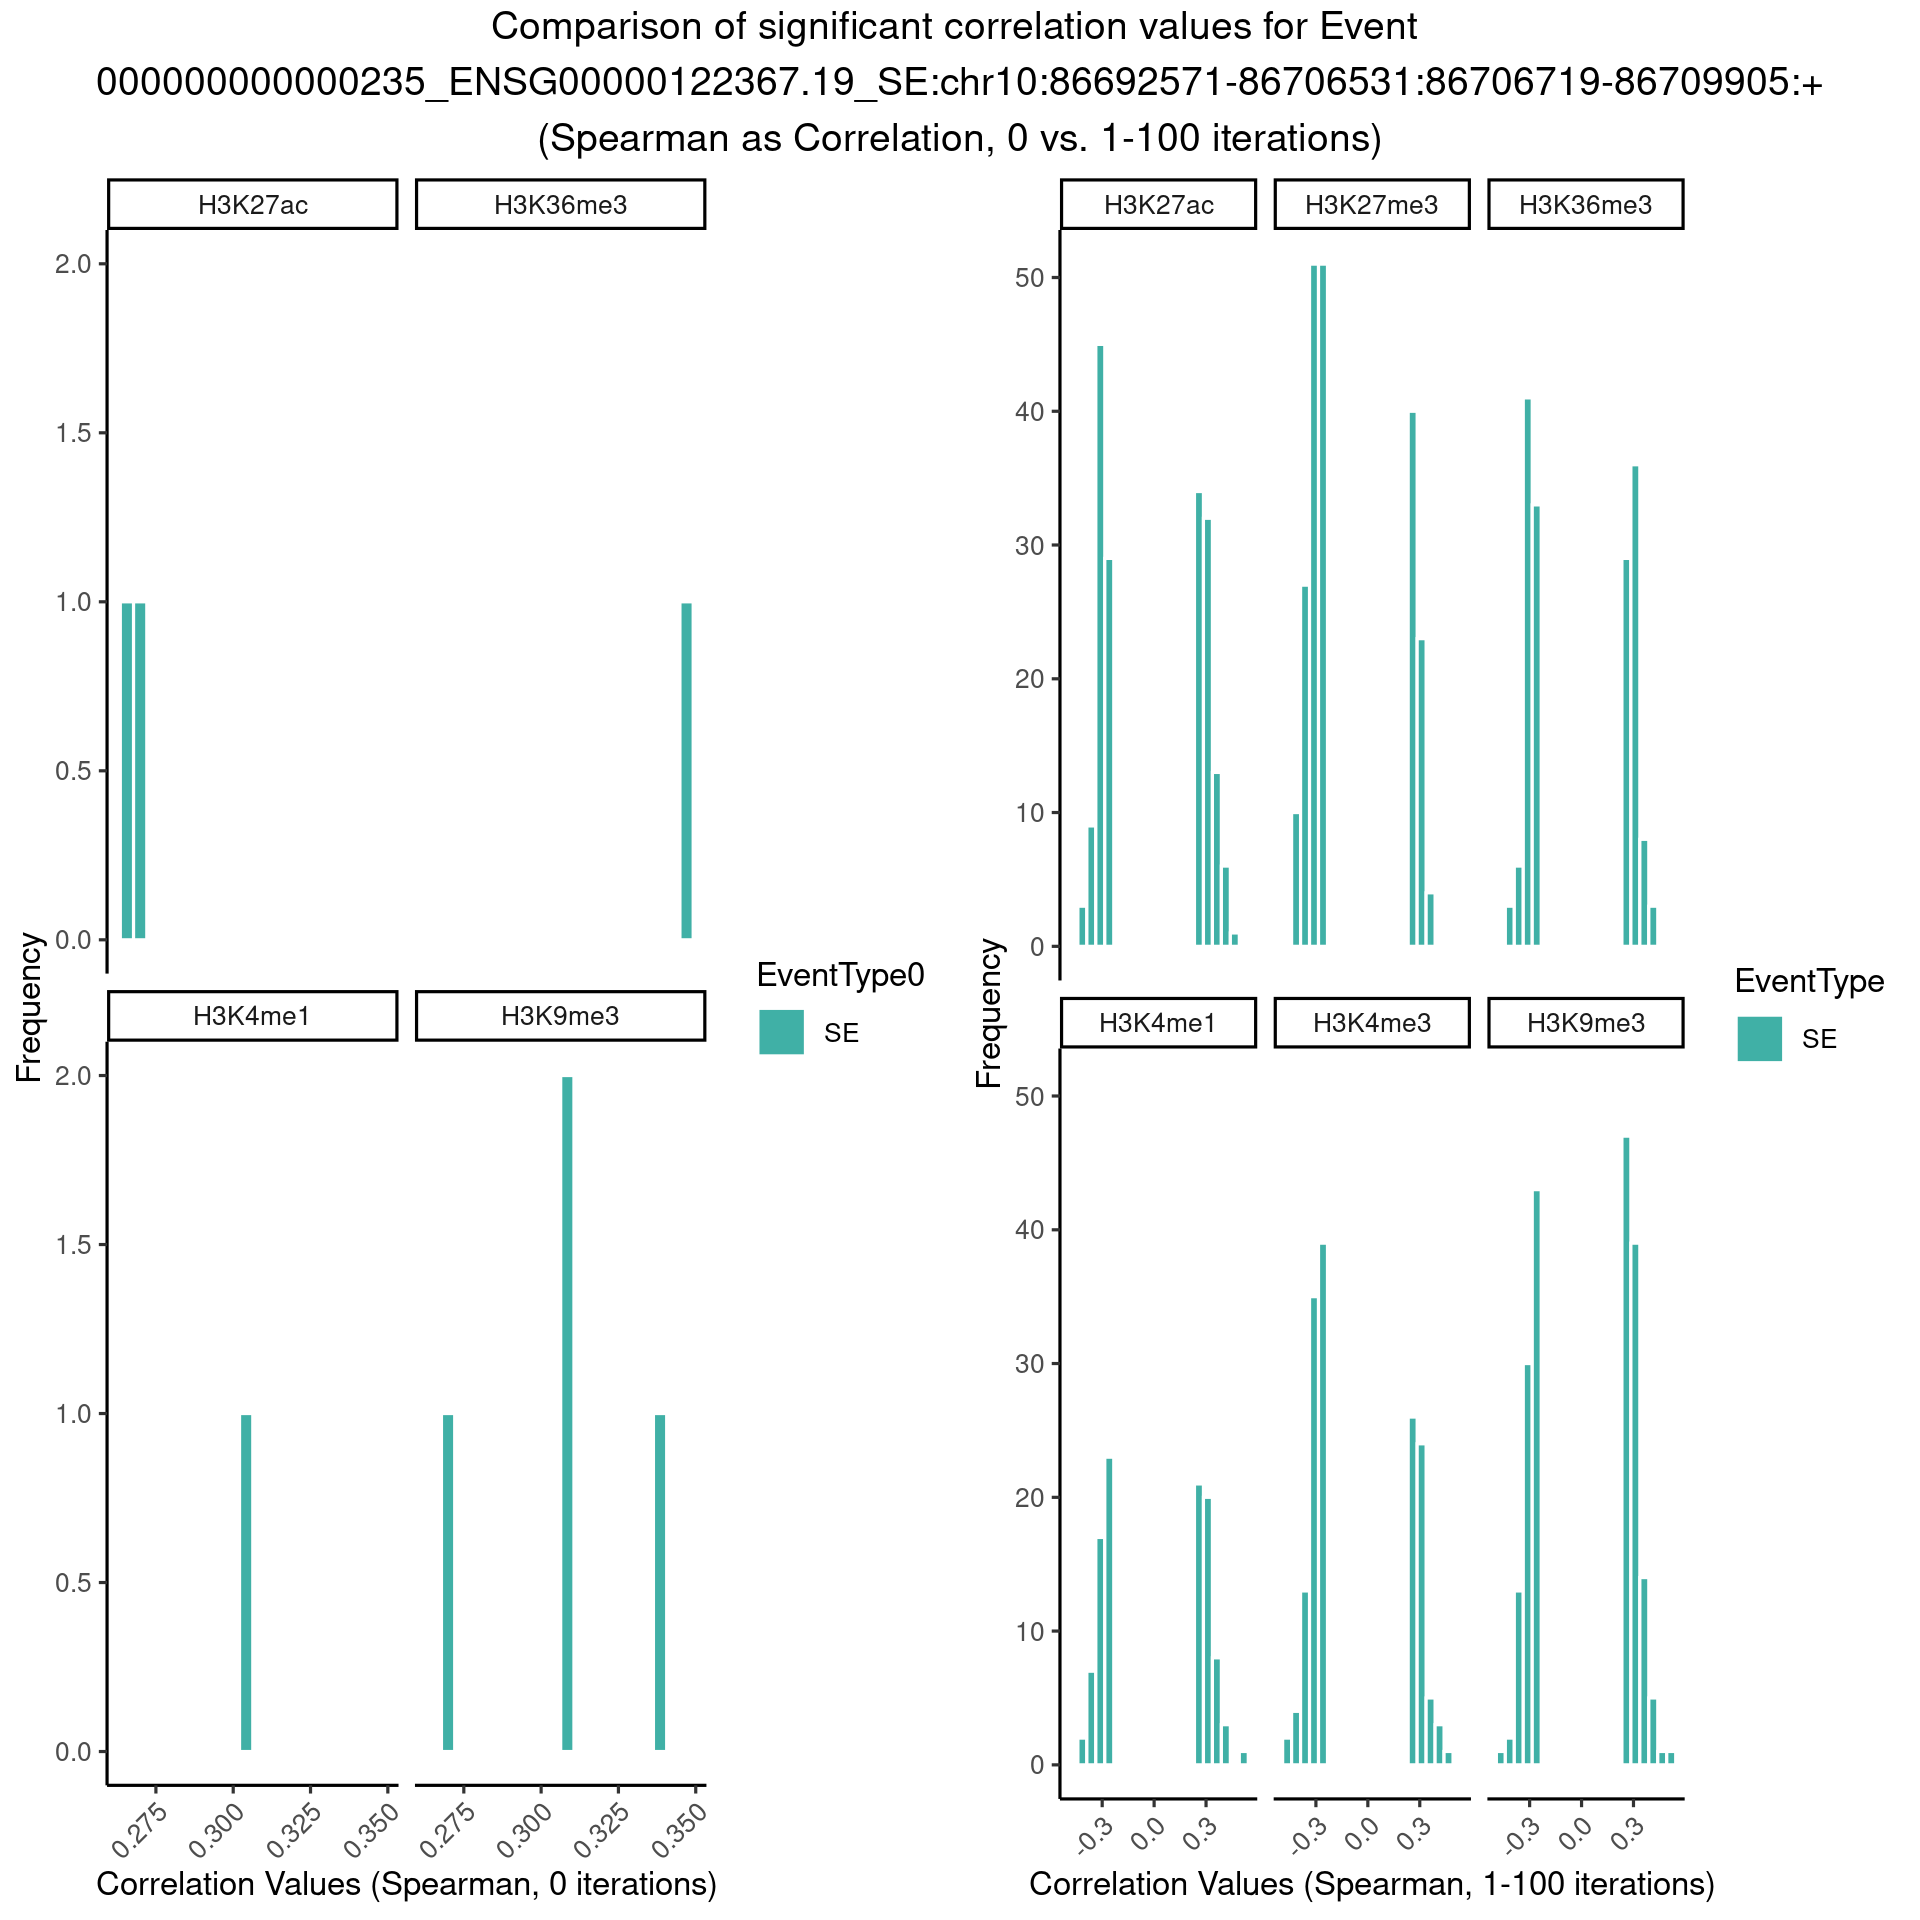 Comparison of significant correlation values for Event
000000000000235_ENSG00000122367.19_SE:chr10:86692571-86706531:86706719-86709905:+
(Spearman as Correlation, 0 vs. 1-100 iterations)
H3K27ac H3K36me3
2.0
1.5
1.0
0.5
0.0
H3K4me1 H3K9me3
2.0
1.5
1.0
0.5
0.0
0.275 0.300 0.325 0.350 0.275 0.300 0.325 0.350
Frequency
Correlation Values (Spearman, 0 iterations)
EventType0
SE
H3K27ac H3K27me3 H3K36me3
50
40
30
20
10
0
H3K4me1 H3K4me3 H3K9me3
50
40
30
20
10
0
-0.3 0.0 0.3 -0.3 0.0 0.3 -0.3 0.0 0.3
Frequency
Correlation Values (Spearman, 1-100 iterations)
EventType
SE